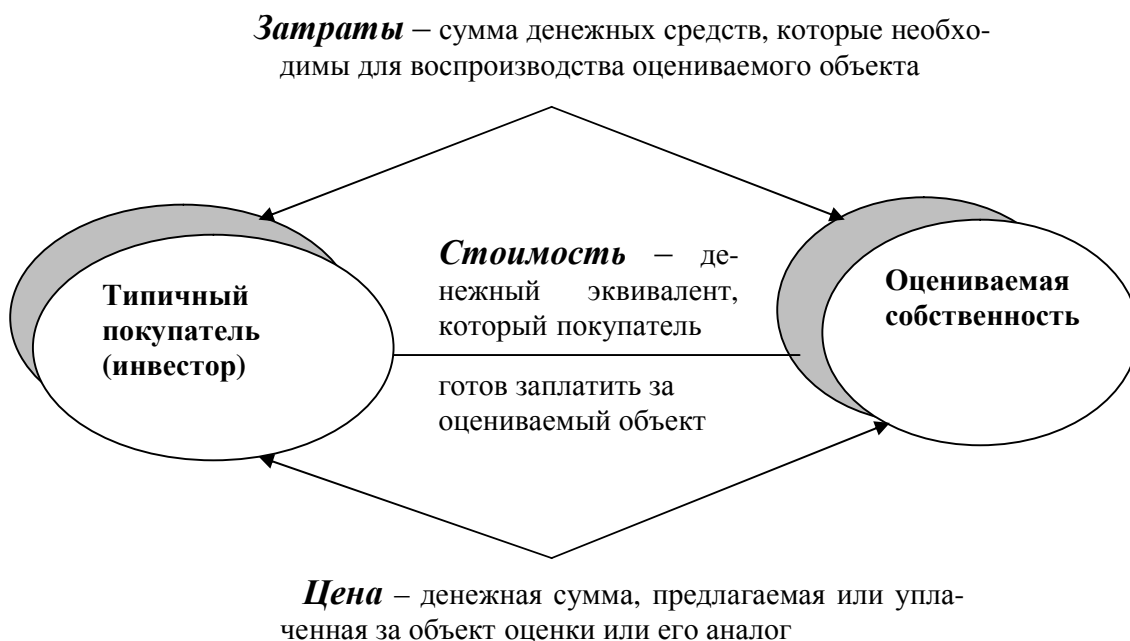 Затраты – сумма денежных средств, которые необхо-
димы для воспроизводства оцениваемого объекта
Типичный
покупатель
(инвестор)
Стоимость – де-
нежный эквивалент,
который покупатель
готов заплатить за
оцениваемый объект
Оцениваемая
собственность
Цена – денежная сумма, предлагаемая или упла-
ченная за объект оценки или его аналог